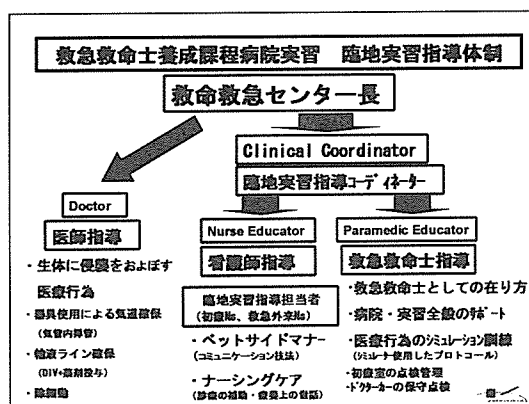 救急救命士養成課程病院実習　臨地実習指導体制
救命救急センター長
Clinical Coordinator
臨地実習指導ｺｰﾃﾞｨﾈｰﾀｰ
Doctor
医師指導
・生体に侵襲をおよぼす
医療行為
・器具使用による気道確保
(気管内挿管)
・輸液ライン確保
(DIV+薬剤投与)
・除細動
Nurse Educator
看護師指導
臨地実習指導担当者
(初療Ns、救急外来Ns)
・ベットサイドマナー
(コミュニケーション技法)
・ナーシングケア
(診療の補助・療養上の世話)
Paramedic Educator
救急救命士指導
・救急救命士としての在り方
・病院・実習全般のｻﾎﾟｰﾄ
・医療行為のｼﾐｭﾚｰｼｮﾝ訓練
(ｼﾐｭﾚｰﾀｰ使用したプロトコール)
・初療室の点検管理
・ﾄﾞｸﾀｰｶｰの保守点検